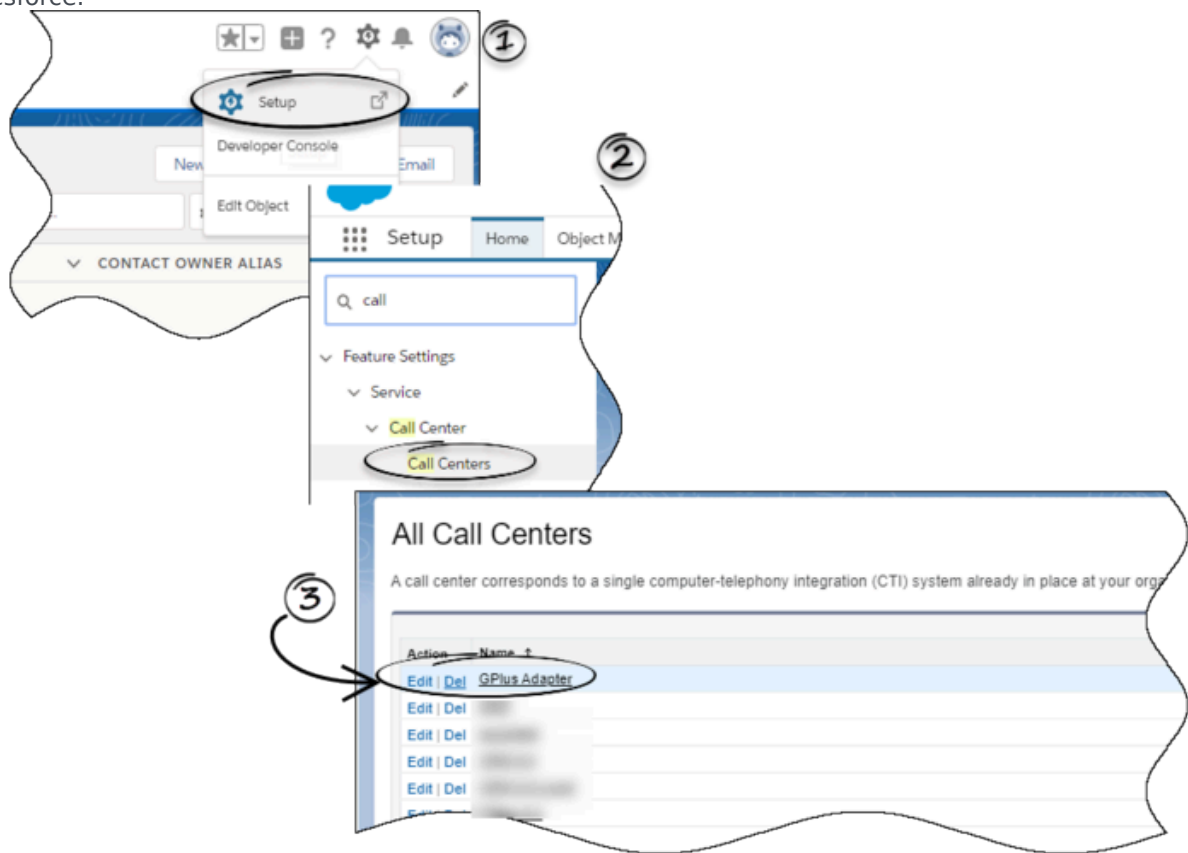 esforce.
1
?
Setup
Developer Console
New
Email
Edit Object
CONTACT OWNER ALIAS
2
Setup Home Object M
call
Feature Settings
Service
Call Center
Call Centers
3
All Call Centers
A call center corresponds to a single computer-telephony integration (CTI) system already in place at your orga
Action Name ↑
Edit | Del GPlus Adapter
Edit | Del
Edit | Del
Edit | Del
Edit | Del